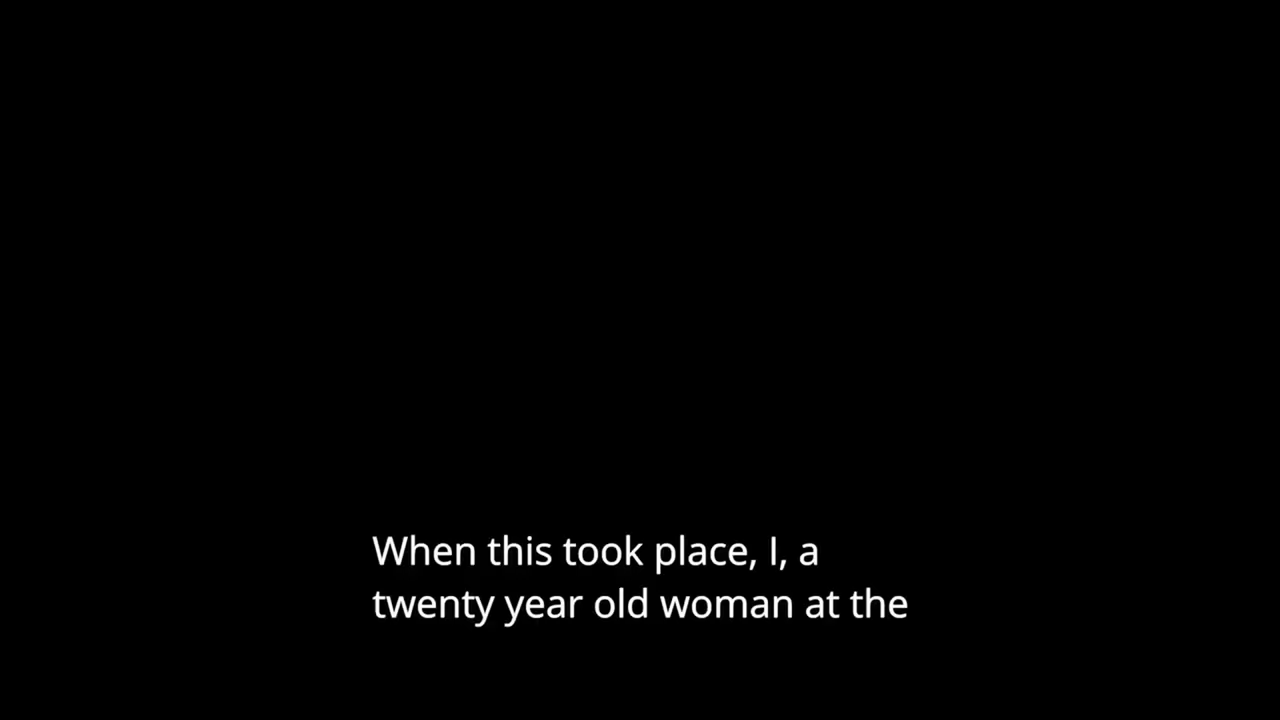 When this took place, I, a
twenty year old woman at the